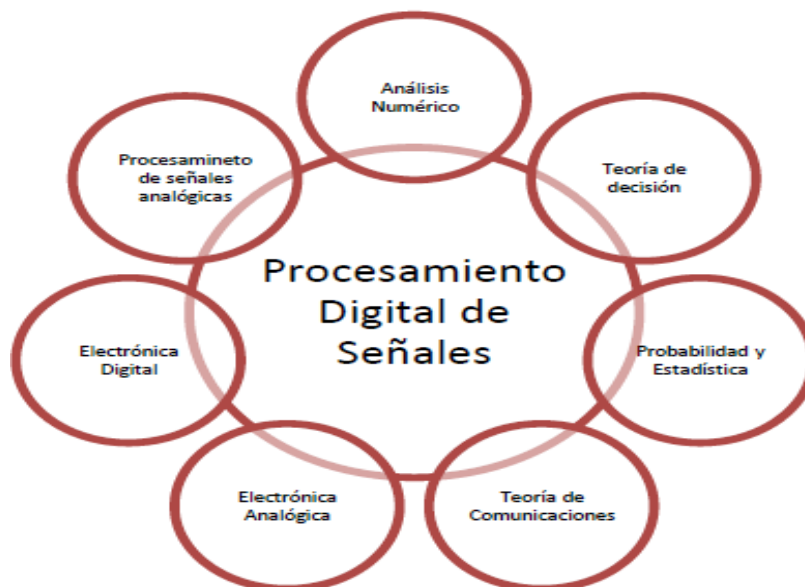 Análisis
Numérico
Teoría de
decisión
Probabilidad y
Estadística
Teoría de
Comunicaciones
Electrónica
Analógica
Electrónica
Digital
Procesamineto
de señales
analógicas
Procesamiento
Digital de
Señales